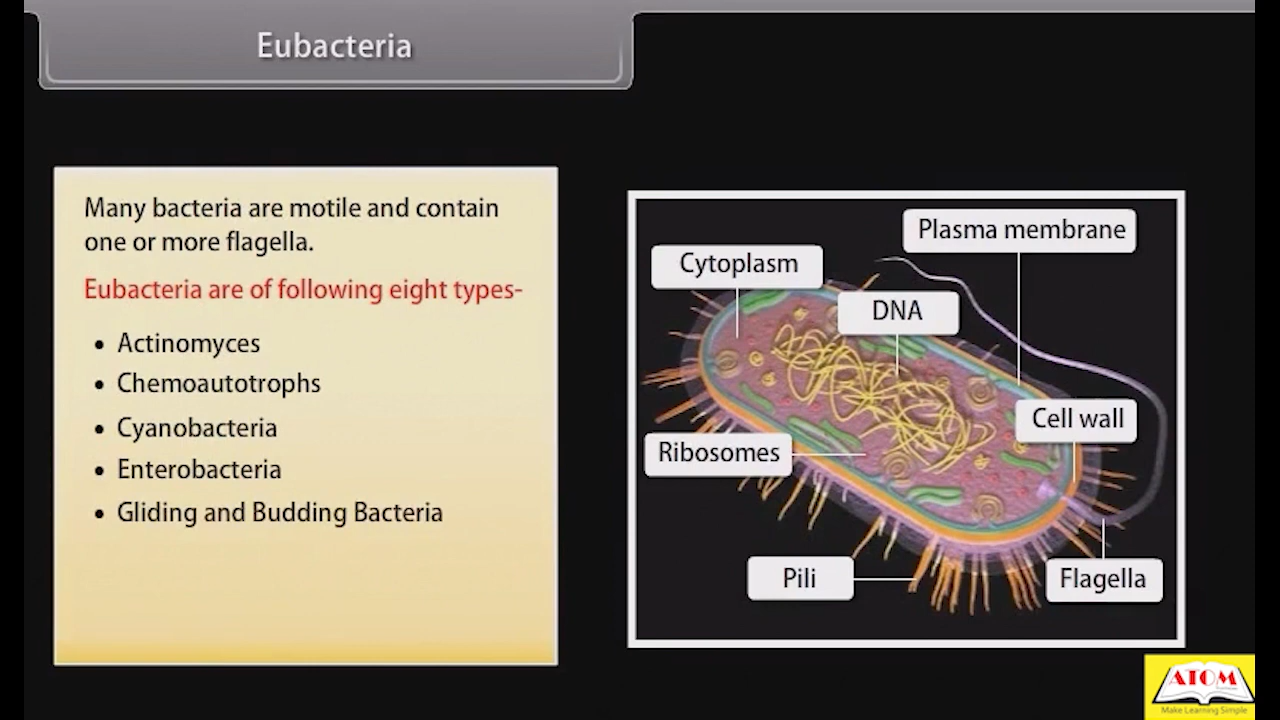 Eubacteria
Many bacteria are motile and contain
one or more flagella.
Eubacteria are of following eight types-
• Actinomyces
• Chemoautotrophs
• Cyanobacteria
• Enterobacteria
• Gliding and Budding Bacteria
Plasma membrane
Cytoplasm
DNA
Cell wall
Ribosomes
Pili
Flagella
ATOM
Make Learning Simple